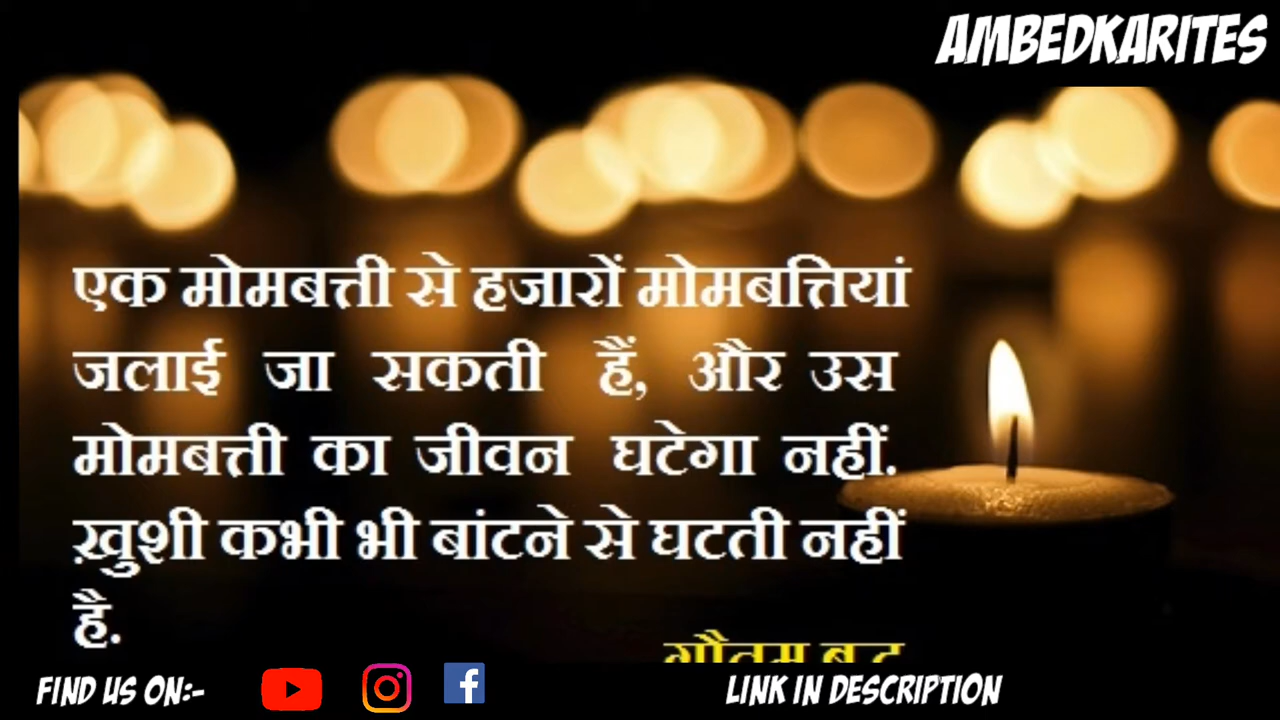 AMBEDKARITES
एक मोमबत्ती से हजारों मोमबत्तियां
जलाई जा सकती हैं, और उस
मोमबत्ती का जीवन घटेगा नहीं.
ख़ुशी कभी भी बांटने से घटती नहीं
है.
गौतम बुद्ध
FIND US ON:-
LINK IN DESCRIPTION